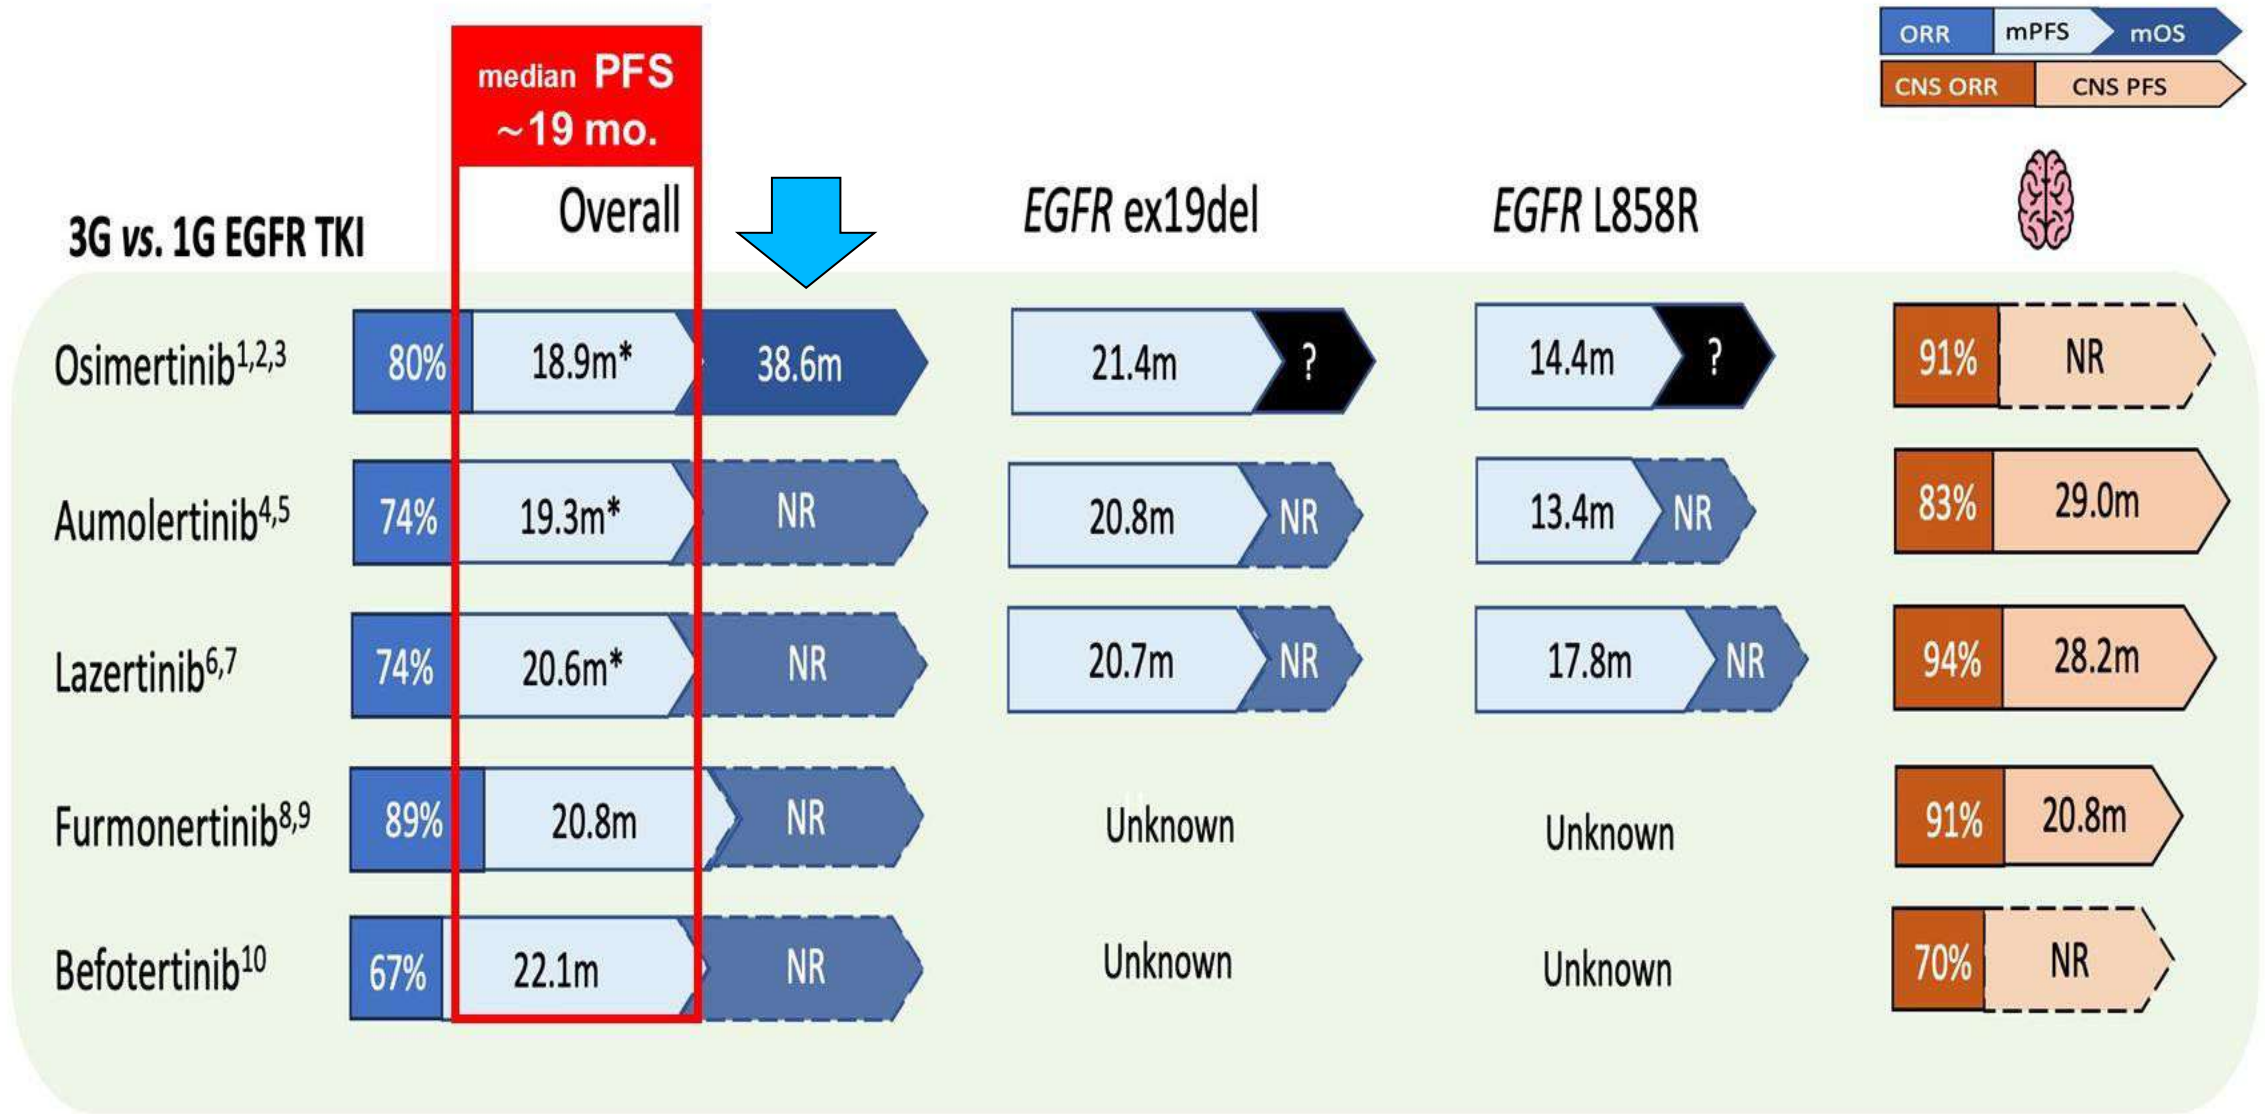 ORR mPFS mOS
CNS ORR CNS PFS
median PFS
~19 mo.
3G vs. 1G EGFR TKI
Overall
EGFR ex19del
EGFR L858R
Osimertinib1,2,3 80% 18.9m* 38.6m 21.4m ? 14.4m ? 91% NR
Aumolertinib4,5 74% 19.3m* NR 20.8m NR 13.4m NR 83% 29.0m
Lazertinib6,7 74% 20.6m* NR 20.7m NR 17.8m NR 94% 28.2m
Furmonertinib8,9 89% 20.8m NR Unknown Unknown 91% 20.8m
Befotertinib10 67% 22.1m NR Unknown Unknown 70% NR